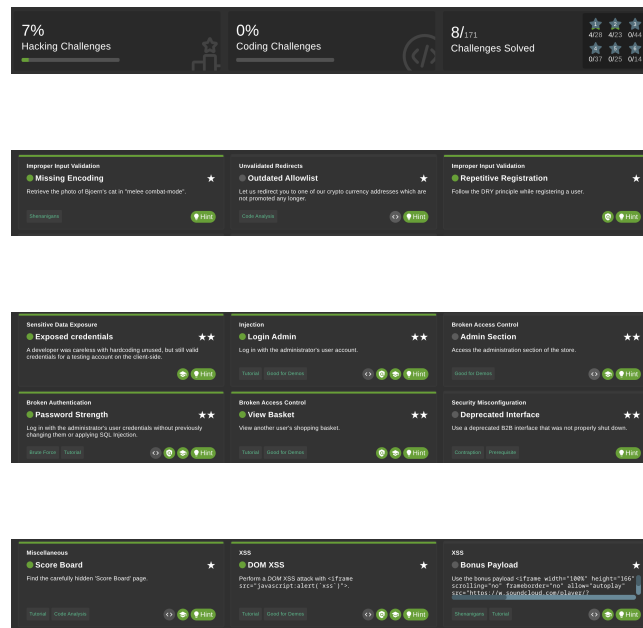 7%
Hacking Challenges
0%
Coding Challenges
8/171
Challenges Solved
4/28 4/23 0/44
0/37 0/25 0/14
Improper Input Validation
Missing Encoding
Retrieve the photo of Bjoern's cat in "melee combat-mode".
Shenanigans
Hint
Unvalidated Redirects
Outdated Allowlist
Let us redirect you to one of our crypto currency addresses which are
not promoted any longer.
Code Analysis
Hint
Improper Input Validation
Repetitive Registration
Follow the DRY principle while registering a user.
Hint
Sensitive Data Exposure
Exposed credentials
A developer was careless with hardcoding unused, but still valid
credentials for a testing account on the client-side.
Hint
Injection
Login Admin
Log in with the administrator's user account.
Tutorial Good for Demos
Hint
Broken Access Control
Admin Section
Access the administration section of the store.
Good for Demos
Hint
Broken Authentication
Password Strength
Log in with the administrator's user credentials without previously
changing them or applying SQL Injection.
Brute Force Tutorial
Hint
Broken Access Control
View Basket
View another user's shopping basket.
Tutorial Good for Demos
Hint
Security Misconfiguration
Deprecated Interface
Use a deprecated B2B interface that was not properly shut down.
Contraption Prerequisite
Hint
Miscellaneous
Score Board
Find the carefully hidden 'Score Board' page.
Tutorial Code Analysis
Hint
XSS
DOM XSS
Perform a DOM XSS attack with <iframe
src="javascript:alert(`xss`)">.
Tutorial Good for Demos
Hint
XSS
Bonus Payload
Use the bonus payload <iframe width="100%" height="166"
scrolling="no" frameborder="no" allow="autoplay"
src="https://w.soundcloud.com/player/?
Shenanigans Tutorial
Hint